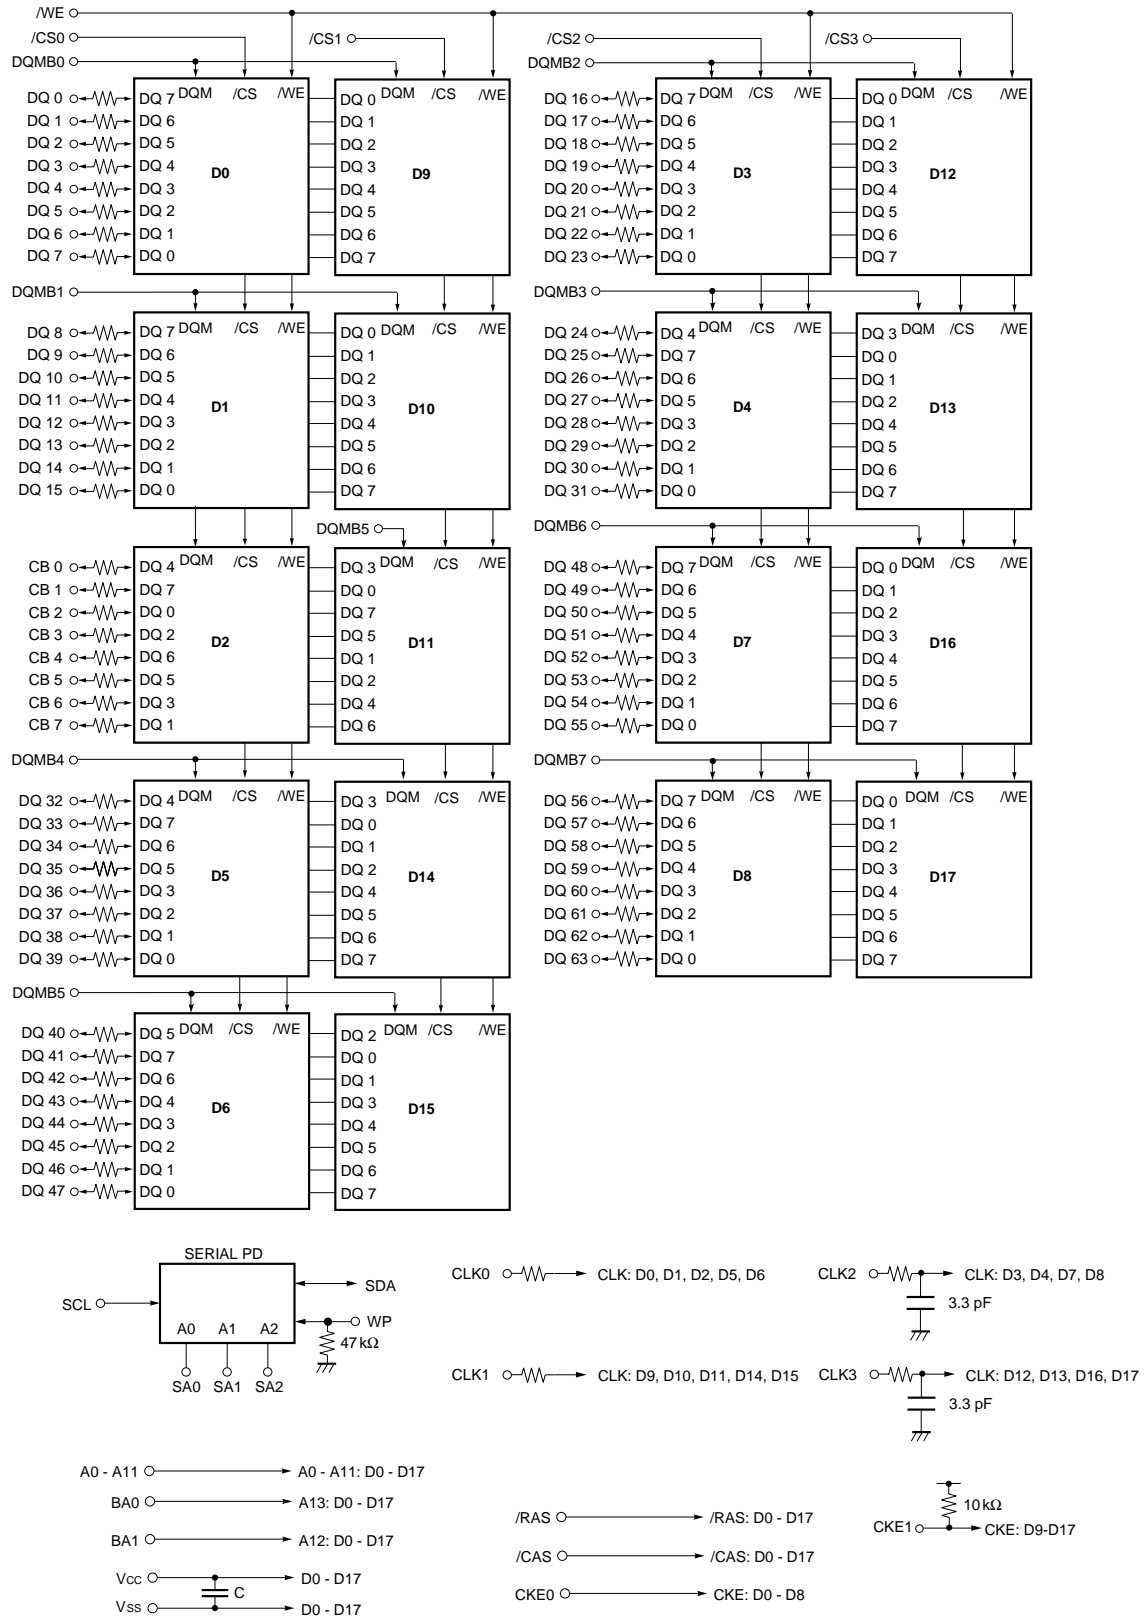 /WE
/CS0
/CS1
/CS2
/CS3
DQMB0
DQMB2
DQM /CS /WE
DQM /CS /WE
DQM /CS /WE
DQM /CS /WE
DQ 0 DQ 7 DQ 0 DQ 16 DQ 7 DQ 0
DQ 1 DQ 6 DQ 1 DQ 17 DQ 6 DQ 1
DQ 2 DQ 5 DQ 2 DQ 18 DQ 5 DQ 2
DQ 3 DQ 4 DQ 3 DQ 19 DQ 4 DQ 3
D0 D9 D3 D12
DQ 4 DQ 3 DQ 4 DQ 20 DQ 3 DQ 4
DQ 5 DQ 2 DQ 5 DQ 21 DQ 2 DQ 5
DQ 6 DQ 1 DQ 6 DQ 22 DQ 1 DQ 6
DQ 7 DQ 0 DQ 7 DQ 23 DQ 0 DQ 7
DQMB1
DQMB3
DQM /CS /WE
DQM /CS /WE
DQM /CS /WE
DQM /CS /WE
DQ 8 DQ 7 DQ 0 DQ 24 DQ 4 DQ 3
DQ 9 DQ 6 DQ 1 DQ 25 DQ 7 DQ 0
DQ 10 DQ 5 DQ 2 DQ 26 DQ 6 DQ 1
DQ 11 DQ 4 DQ 3 DQ 27 DQ 5 DQ 2
D1 D10 D4 D13
DQ 12 DQ 3 DQ 4 DQ 28 DQ 3 DQ 4
DQ 13 DQ 2 DQ 5 DQ 29 DQ 2 DQ 5
DQ 14 DQ 1 DQ 6 DQ 30 DQ 1 DQ 6
DQ 15 DQ 0 DQ 7 DQ 31 DQ 0 DQ 7
DQMB5
DQMB6
DQM /CS /WE
DQM /CS /WE
DQM /CS /WE
DQM /CS /WE
CB 0 DQ 4 DQ 3 DQ 48 DQ 7 DQ 0
CB 1 DQ 7 DQ 0 DQ 49 DQ 6 DQ 1
CB 2 DQ 0 DQ 7 DQ 50 DQ 5 DQ 2
CB 3 DQ 2 DQ 5 DQ 51 DQ 4 DQ 3
D2 D11 D7 D16
CB 4 DQ 6 DQ 1 DQ 52 DQ 3 DQ 4
CB 5 DQ 5 DQ 2 DQ 53 DQ 2 DQ 5
CB 6 DQ 3 DQ 4 DQ 54 DQ 1 DQ 6
CB 7 DQ 1 DQ 6 DQ 55 DQ 0 DQ 7
DQMB4
DQMB7
DQM /CS /WE
DQM /CS /WE
DQM /CS /WE
DQM /CS /WE
DQ 32 DQ 4 DQ 3 DQ 56 DQ 7 DQ 0
DQ 33 DQ 7 DQ 0 DQ 57 DQ 6 DQ 1
DQ 34 DQ 6 DQ 1 DQ 58 DQ 5 DQ 2
DQ 35 DQ 5 DQ 2 DQ 59 DQ 4 DQ 3
D5 D14 D8 D17
DQ 36 DQ 3 DQ 4 DQ 60 DQ 3 DQ 4
DQ 37 DQ 2 DQ 5 DQ 61 DQ 2 DQ 5
DQ 38 DQ 1 DQ 6 DQ 62 DQ 1 DQ 6
DQ 39 DQ 0 DQ 7 DQ 63 DQ 0 DQ 7
DQMB5
DQM /CS /WE
DQM /CS /WE
DQ 40 DQ 5 DQ 2
DQ 41 DQ 7 DQ 0
DQ 42 DQ 6 DQ 1
DQ 43 DQ 4 DQ 3
D6 D15
DQ 44 DQ 3 DQ 4
DQ 45 DQ 2 DQ 5
DQ 46 DQ 1 DQ 6
DQ 47 DQ 0 DQ 7
SERIAL PD
SDA
SCL
WP
A0 A1 A2
47 kΩ
SA0 SA1 SA2
CLK0 CLK: D0, D1, D2, D5, D6
CLK2 CLK: D3, D4, D7, D8
3.3 pF
CLK1 CLK: D9, D10, D11, D14, D15
CLK3 CLK: D12, D13, D16, D17
3.3 pF
A0 - A11 A0 - A11: D0 - D17
BA0 A13: D0 - D17
BA1 A12: D0 - D17
Vcc D0 - D17
C
Vss D0 - D17
/RAS /RAS: D0 - D17
/CAS /CAS: D0 - D17
CKE0 CKE: D0 - D8
10 kΩ
CKE1 CKE: D9-D17